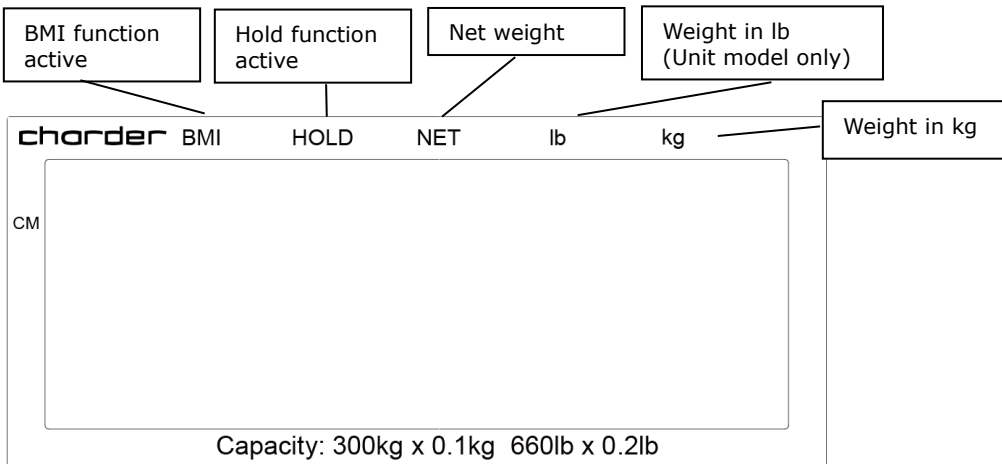 BMI function
active
Hold function
active
Net weight
Weight in lb
(Unit model only)
Weight in kg
charder BMI HOLD NET lb kg
CM
Capacity: 300kg x 0.1kg 660lb x 0.2lb